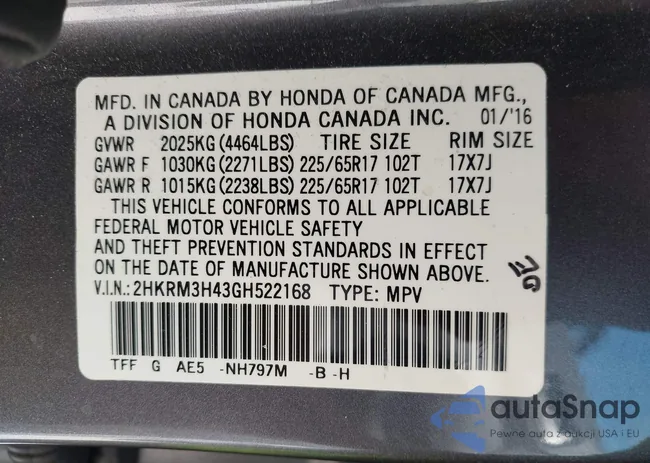 MFD. IN CANADA BY HONDA OF CANADA MFG.,
A DIVISION OF HONDA CANADA INC. 01/'16
GVWR 2025KG(4464LBS) TIRE SIZE RIM SIZE
GAWR F 1030KG(2271LBS) 225/65R17 102T 17X7J
GAWR R 1015KG(2238LBS) 225/65R17 102T 17X7J
THIS VEHICLE CONFORMS TO ALL APPLICABLE
FEDERAL MOTOR VEHICLE SAFETY
AND THEFT PREVENTION STANDARDS IN EFFECT
ON THE DATE OF MANUFACTURE SHOWN ABOVE.
V.I.N.: 2HKRM3H43GH522168 TYPE: MPV
TFF G AE5 -NH797M -B -H
autaSnap
Pewne auta z aukcji USA i EU